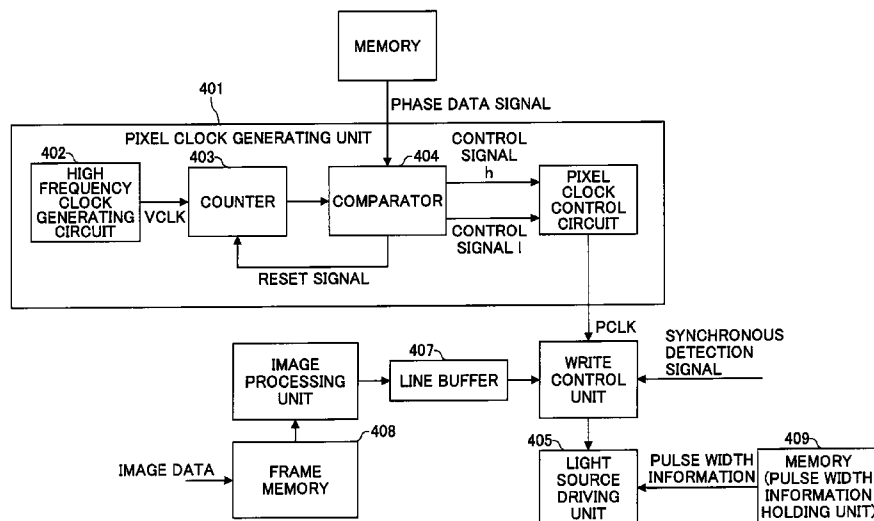 MEMORY
401
PHASE DATA SIGNAL
PIXEL CLOCK GENERATING UNIT
402
HIGH
FREQUENCY
CLOCK
GENERATING
CIRCUIT
VCLK
403
COUNTER
404
COMPARATOR
CONTROL
SIGNAL
h
CONTROL
SIGNAL l
PIXEL
CLOCK
CONTROL
CIRCUIT
RESET SIGNAL
PCLK
IMAGE
PROCESSING
UNIT
407
LINE BUFFER
WRITE
CONTROL
UNIT
SYNCHRONOUS
DETECTION
SIGNAL
IMAGE DATA
408
FRAME
MEMORY
405
LIGHT
SOURCE
DRIVING
UNIT
PULSE WIDTH
INFORMATION
409
MEMORY
(PULSE WIDTH
INFORMATION
HOLDING UNIT)